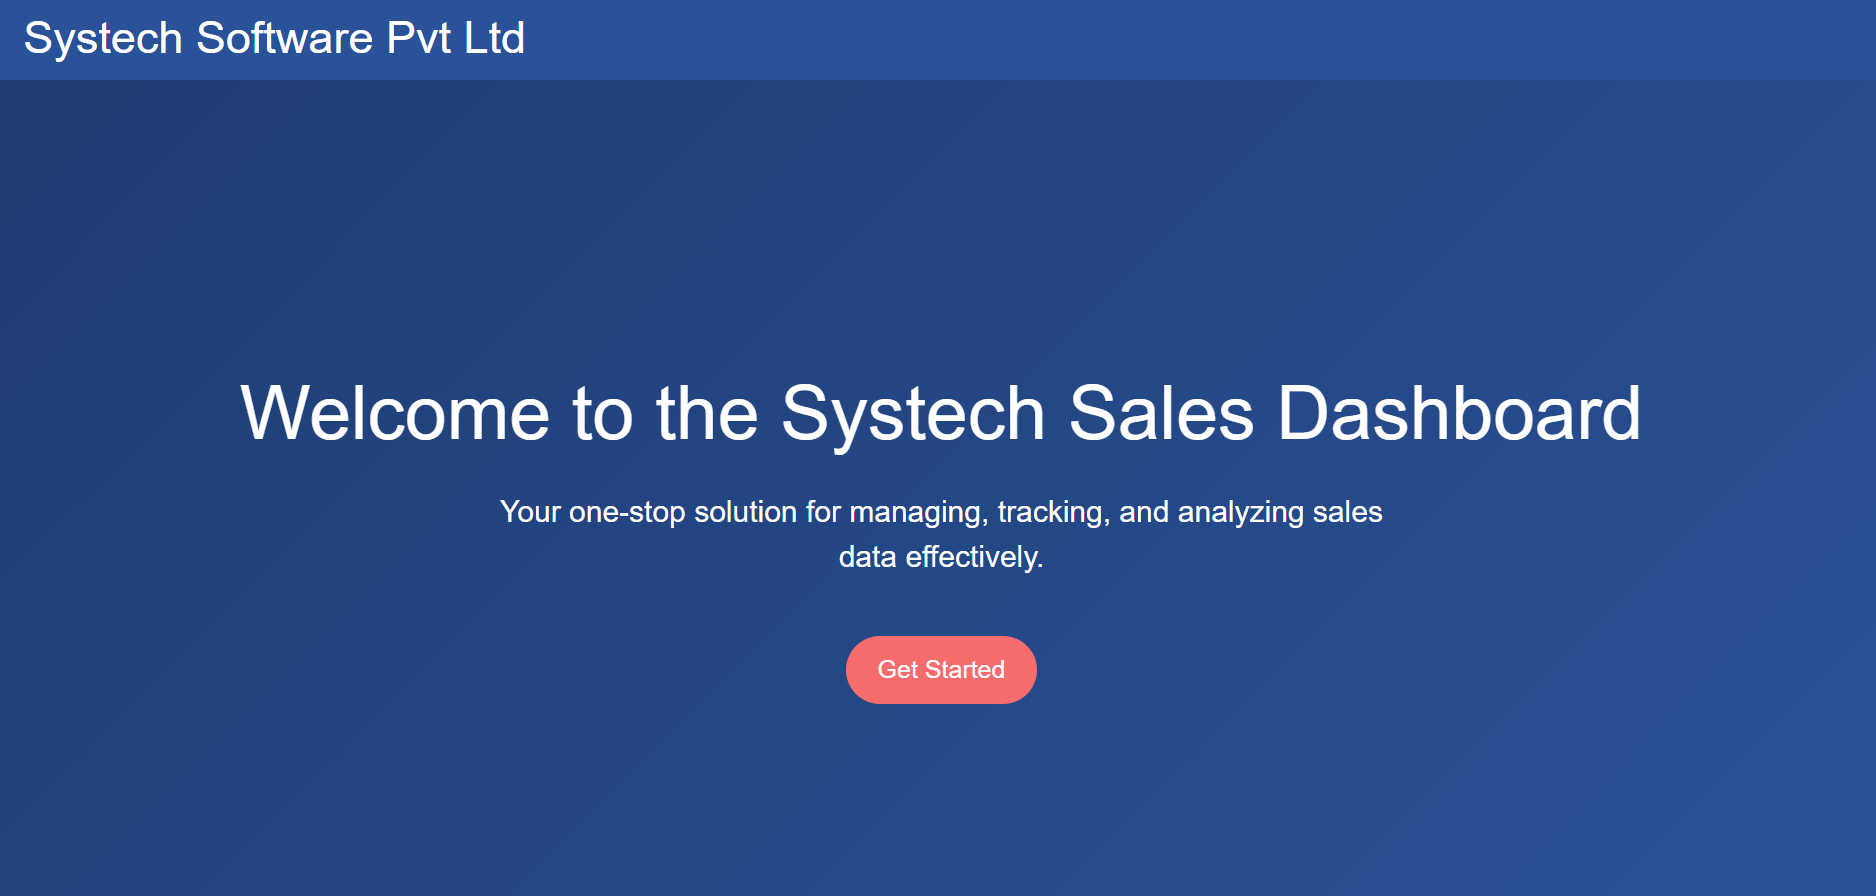 Systech Software Pvt Ltd
Welcome to the Systech Sales Dashboard
Your one-stop solution for managing, tracking, and analyzing sales
data effectively.
Get Started